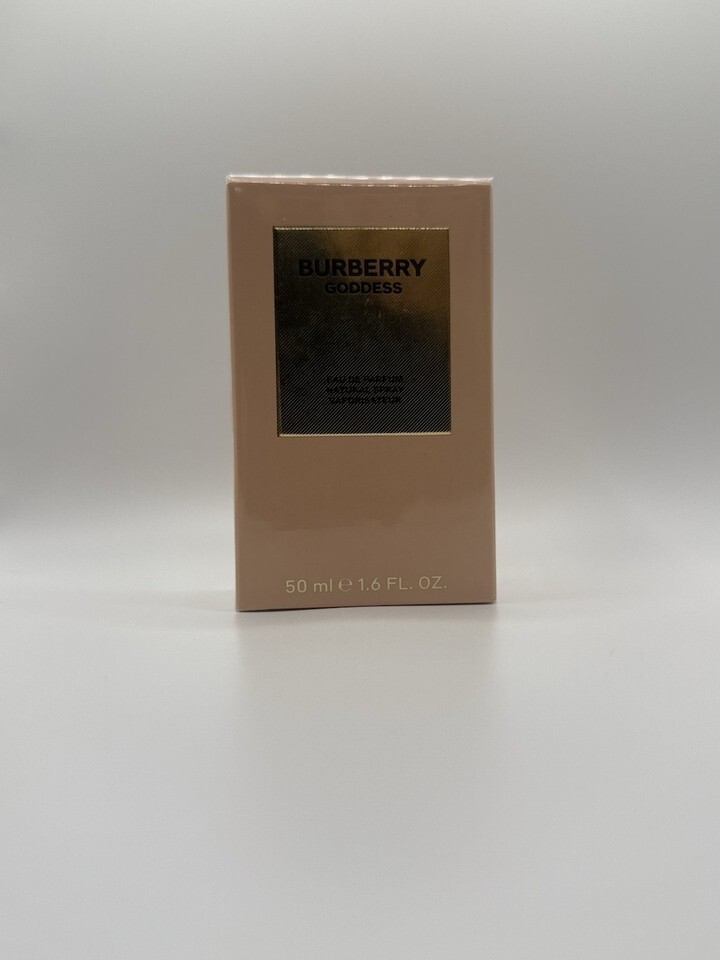 BURBERRY
GODDESS
EAU DE PARFUM
NATURAL SPRAY
VAPORISATEUR
50 ml ℮ 1.6 FL. OZ.